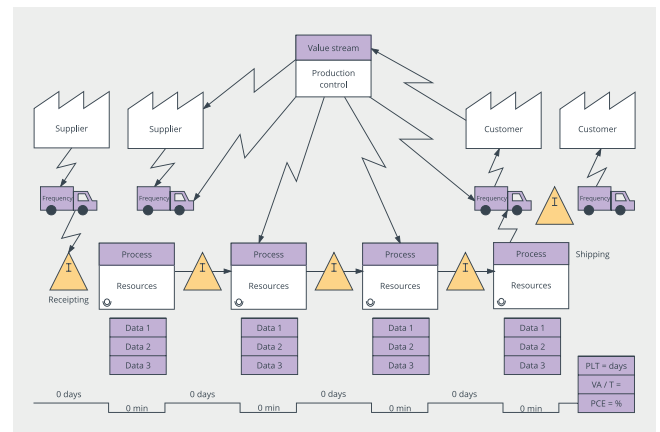 Value stream
Production
control
Supplier
Supplier
Customer
Customer
Frequency
Frequency
Frequency
Frequency
I
I
I
I
I
Receipting
Process
Resources
Process
Resources
Process
Resources
Process
Resources
Shipping
Data 1
Data 2
Data 3
Data 1
Data 2
Data 3
Data 1
Data 2
Data 3
Data 1
Data 2
Data 3
0 days
0 min
0 days
0 min
0 days
0 min
0 days
0 min
PLT = days
VA / T =
PCE = %